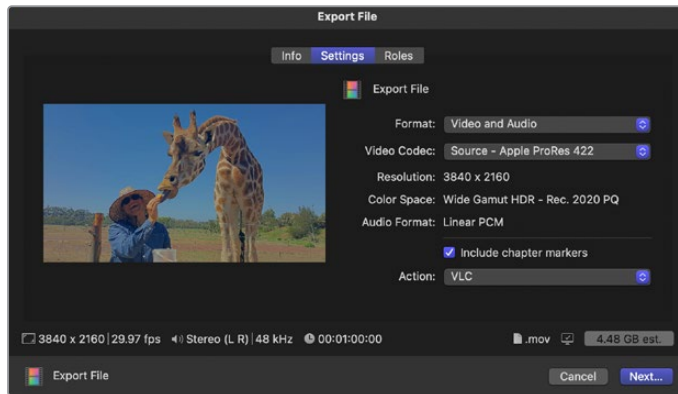 Export File
Info Settings Roles
Export File
Format: Video and Audio
Video Codec: Source - Apple ProRes 422
Resolution: 3840 x 2160
Color Space: Wide Gamut HDR - Rec. 2020 PQ
Audio Format: Linear PCM
Include chapter markers
Action: VLC
3840 x 2160 | 29.97 fps Stereo (L R) | 48 kHz 00:01:00:00 .mov 4.48 GB est.
Export File Cancel Next...